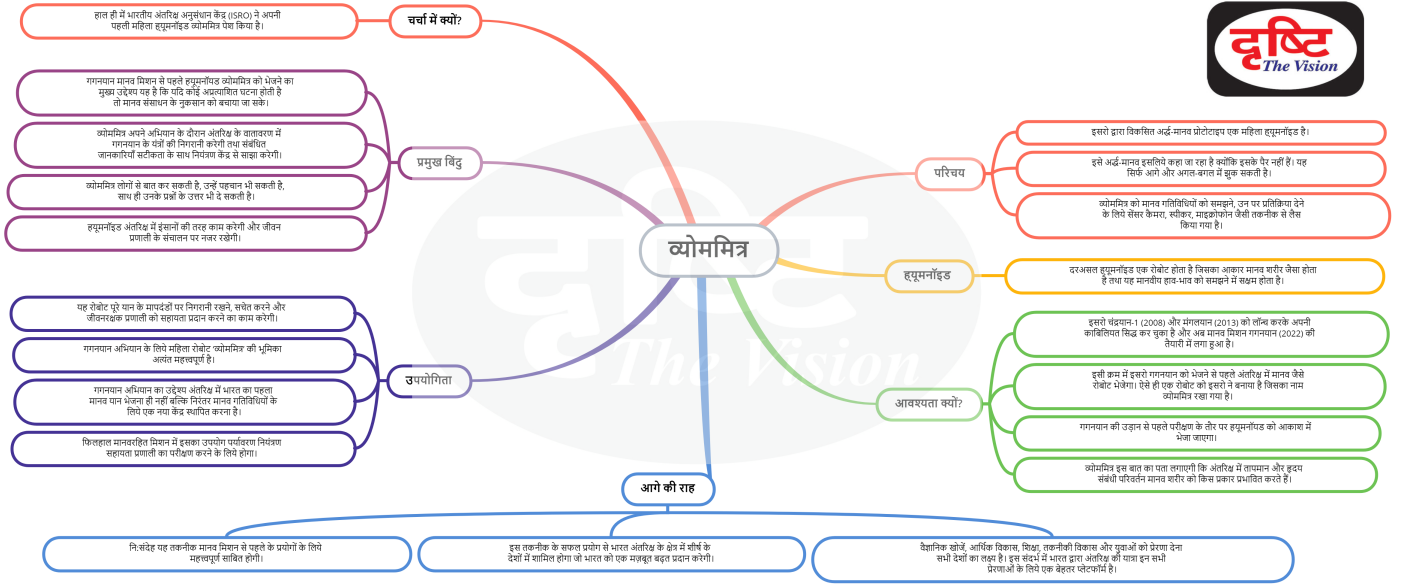 हाल ही में भारतीय अंतरिक्ष अनुसंधान केंद्र (ISRO) ने अपनी
पहली महिला ह्यूमनॉइड व्योममित्र पेश किया है।
चर्चा में क्यों?
गगनयान मानव मिशन से पहले ह्यूमनॉयड व्योममित्र को भेजने का
मुख्य उद्देश्य यह है कि यदि कोई अप्रत्याशित घटना होती है
तो मानव संसाधन के नुकसान को बचाया जा सके।
व्योममित्र अपने अभियान के दौरान अंतरिक्ष के वातावरण में
गगनयान के यंत्रों की निगरानी करेगी तथा संबंधित
जानकारियाँ सटीकता के साथ नियंत्रण केंद्र से साझा करेगी।
व्योममित्र लोगों से बात कर सकती है, उन्हें पहचान भी सकती है,
साथ ही उनके प्रश्नों के उत्तर भी दे सकती है।
ह्यूमनॉइड अंतरिक्ष में इंसानों की तरह काम करेगी और जीवन
प्रणाली के संचालन पर नजर रखेगी।
प्रमुख बिंदु
यह रोबोट पूरे यान के मापदंडों पर निगरानी रखने, सचेत करने और
जीवनरक्षक प्रणाली को सहायता प्रदान करने का काम करेगी।
गगनयान अभियान के लिये महिला रोबोट 'व्योममित्र' की भूमिका
अत्यंत महत्त्वपूर्ण है।
गगनयान अभियान का उद्देश्य अंतरिक्ष में भारत का पहला
मानव यान भेजना ही नहीं बल्कि निरंतर मानव गतिविधियों के
लिये एक नया केंद्र स्थापित करना है।
फिलहाल मानवरहित मिशन में इसका उपयोग पर्यावरण नियंत्रण
सहायता प्रणाली का परीक्षण करने के लिये होगा।
उपयोगिता
व्योममित्र
दृष्टि
The Vision
दृष्टि
The Vision
परिचय
इसरो द्वारा विकसित अर्द्ध-मानव प्रोटोटाइप एक महिला ह्यूमनॉइड है।
इसे अर्द्ध-मानव इसलिये कहा जा रहा है क्योंकि इसके पैर नहीं हैं। यह
सिर्फ आगे और अगल-बगल में झुक सकती है।
व्योममित्र को मानव गतिविधियों को समझने, उन पर प्रतिक्रिया देने
के लिये सेंसर कैमरा, स्पीकर, माइक्रोफोन जैसी तकनीक से लैस
किया गया है।
ह्यूमनॉइड
दरअसल ह्यूमनॉइड एक रोबोट होता है जिसका आकार मानव शरीर जैसा होता
है तथा यह मानवीय हाव-भाव को समझने में सक्षम होता है।
आवश्यता क्यों?
इसरो चंद्रयान-1 (2008) और मंगलयान (2013) को लॉन्च करके अपनी
काबिलियत सिद्ध कर चुका है और अब मानव मिशन गगनयान (2022) की
तैयारी में लगा हुआ है।
इसी क्रम में इसरो गगनयान को भेजने से पहले अंतरिक्ष में मानव जैसे
रोबोट भेजेगा। ऐसे ही एक रोबोट को इसरो ने बनाया है जिसका नाम
व्योममित्र रखा गया है।
गगनयान की उड़ान से पहले परीक्षण के तौर पर ह्यूमनॉयड को आकाश में
भेजा जाएगा।
व्योममित्र इस बात का पता लगाएगी कि अंतरिक्ष में तापमान और हृदय
संबंधी परिवर्तन मानव शरीर को किस प्रकार प्रभावित करते हैं।
आगे की राह
नि:संदेह यह तकनीक मानव मिशन से पहले के प्रयोगों के लिये
महत्त्वपूर्ण साबित होगी।
इस तकनीक के सफल प्रयोग से भारत अंतरिक्ष के क्षेत्र में शीर्ष के
देशों में शामिल होगा जो भारत को एक मज़बूत बढ़त प्रदान करेगी।
वैज्ञानिक खोजें, आर्थिक विकास, शिक्षा, तकनीकी विकास और युवाओं को प्रेरणा देना
सभी देशों का लक्ष्य है। इस संदर्भ में भारत द्वारा अंतरिक्ष की यात्रा इन सभी
प्रेरणाओं के लिये एक बेहतर प्लेटफॉर्म है।